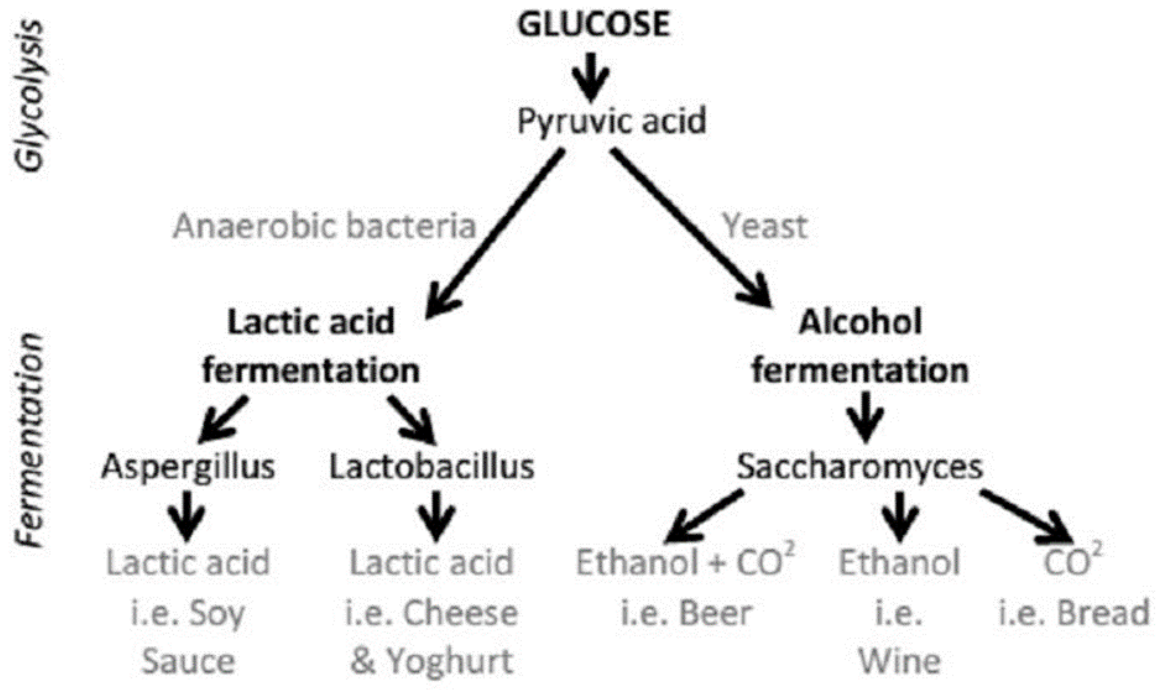 Glycolysis
GLUCOSE
Pyruvic acid
Anaerobic bacteria
Yeast
Fermentation
Lactic acid
fermentation
Alcohol
fermentation
Aspergillus
Lactobacillus
Saccharomyces
Lactic acid
i.e. Soy
Sauce
Lactic acid
i.e. Cheese
& Yoghurt
Ethanol + CO²
i.e. Beer
Ethanol
i.e.
Wine
CO²
i.e. Bread